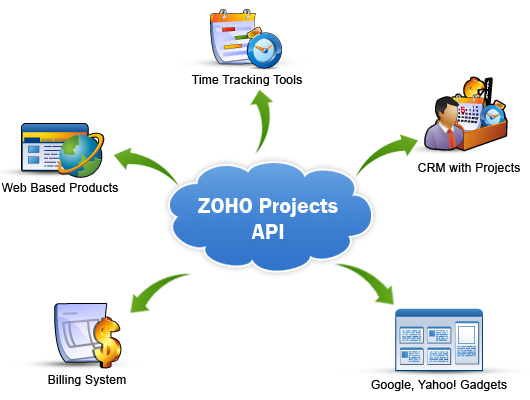 Time Tracking Tools
CRM with Projects
Web Based Products
ZOHO Projects
API
Billing System
Google, Yahoo! Gadgets